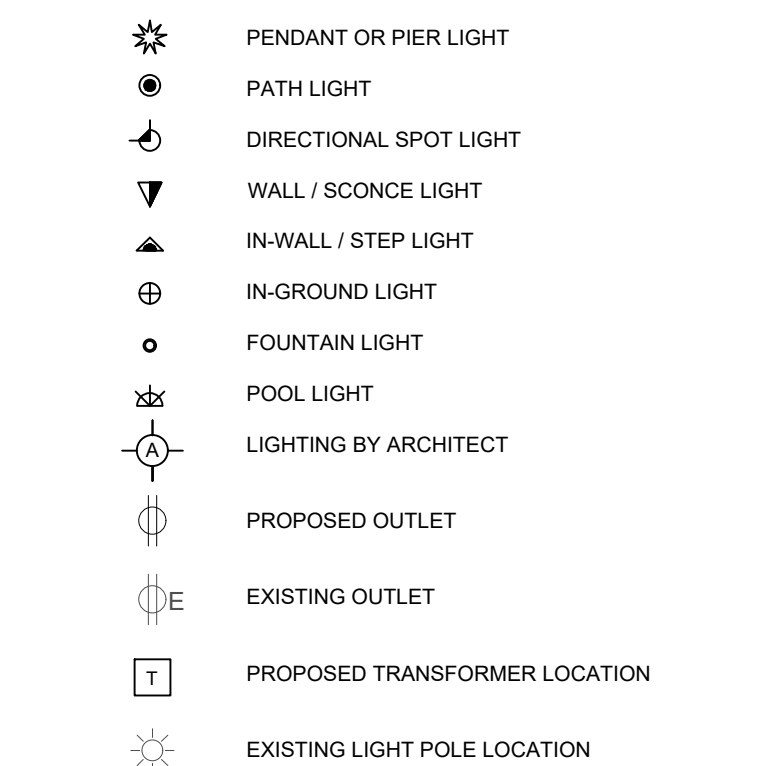 PENDANT OR PIER LIGHT
PATH LIGHT
DIRECTIONAL SPOT LIGHT
WALL / SCONCE LIGHT
IN-WALL / STEP LIGHT
IN-GROUND LIGHT
FOUNTAIN LIGHT
POOL LIGHT
A LIGHTING BY ARCHITECT
PROPOSED OUTLET
E EXISTING OUTLET
T PROPOSED TRANSFORMER LOCATION
EXISTING LIGHT POLE LOCATION